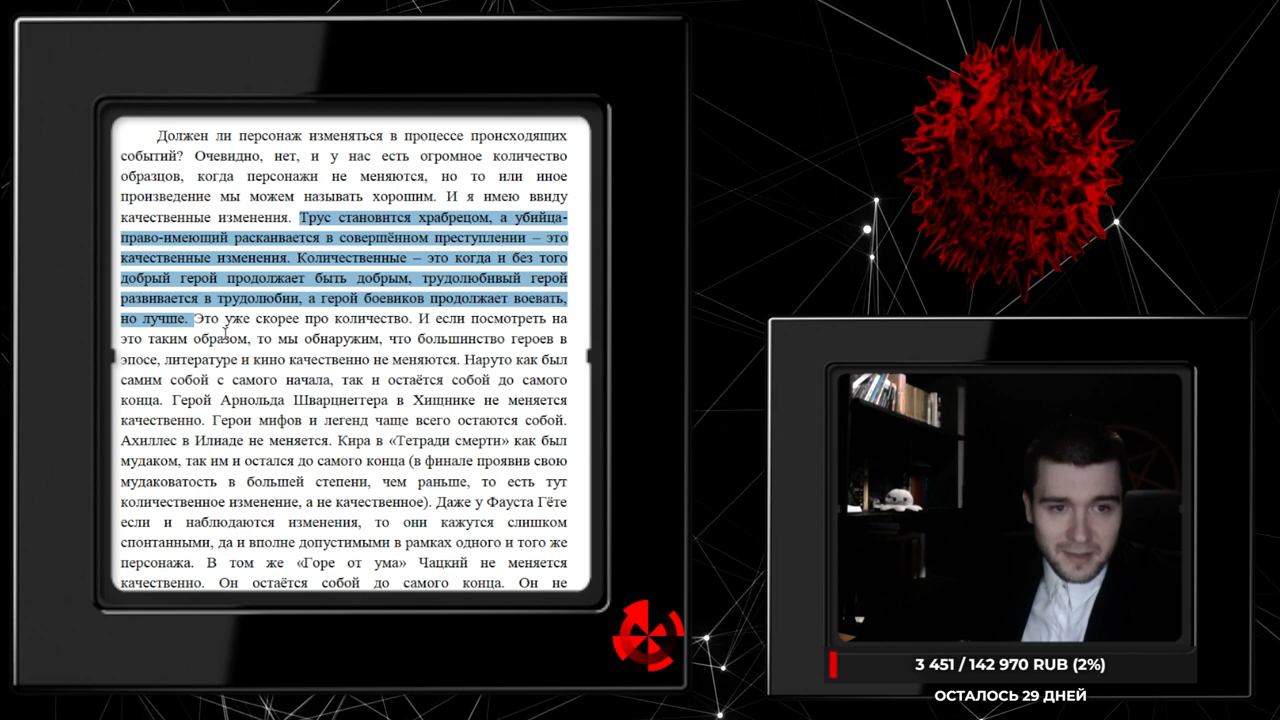 Должен ли персонаж изменяться в процессе происходящих
событий? Очевидно, нет, и у нас есть огромное количество
образцов, когда персонажи не меняются, но то или иное
произведение мы можем называть хорошим. И я имею ввиду
качественные изменения. Трус становится храбрецом, а убийца-
право-имеющий раскаивается в совершённом преступлении – это
качественные изменения. Количественные – это когда и без того
добрый герой продолжает быть добрым, трудолюбивый герой
развивается в трудолюбии, а герой боевиков продолжает воевать,
но лучше. Это уже скорее про количество. И если посмотреть на
это таким образом, то мы обнаружим, что большинство героев в
эпосе, литературе и кино качественно не меняются. Наруто как был
самим собой с самого начала, так и остаётся собой до самого
конца. Герой Арнольда Шварцнеггера в Хищнике не меняется
качественно. Герои мифов и легенд чаще всего остаются собой.
Ахиллес в Илиаде не меняется. Кира в «Тетради смерти» как был
мудаком, так им и остался до самого конца (в финале проявив свою
мудаковатость в большей степени, чем раньше, то есть тут
количественное изменение, а не качественное). Даже у Фауста Гёте
если и наблюдаются изменения, то они кажутся слишком
спонтанными, да и вполне допустимыми в рамках одного и того же
персонажа. В том же «Горе от ума» Чацкий не меняется
качественно. Он остаётся собой до самого конца. Он не
3 451 / 142 970 RUB (2%)
ОСТАЛОСЬ 29 ДНЕЙ